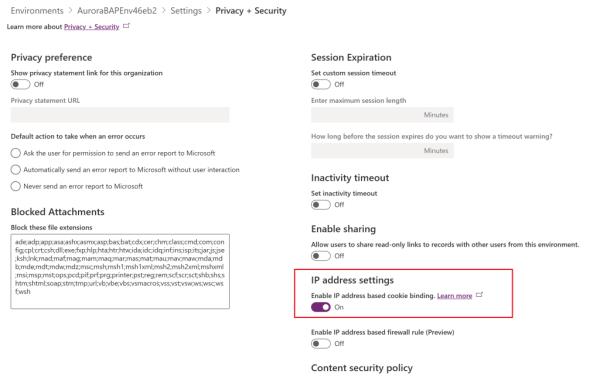 Environments > AuroraBAPEnv46eb2 > Settings > Privacy + Security
Learn more about Privacy + Security
Privacy preference
Show privacy statement link for this organization
Off
Privacy statement URL
Default action to take when an error occurs
Ask the user for permission to send an error report to Microsoft
Automatically send an error report to Microsoft without user interaction
Never send an error report to Microsoft
Blocked Attachments
Block these file extensions
ade;adp;app;asa;ashx;asmx;asp;bas;bat;cdx;cer;chm;class;cmd;com;con
fig;cpl;crt;csh;dll;exe;fxp;hlp;hta;htr;htw;ida;idc;idq;inf;ins;isp;its;jar;js;jse
;ksh;lnk;mad;maf;mag;mam;maq;mar;mas;mat;mau;mav;maw;mda;md
b;mde;mdt;mdw;mdz;msc;msh;msh1;msh1xml;msh2;msh2xml;mshxml
;msi;msp;mst;ops;pcd;pif;prf;prg;printer;pst;reg;rem;scf;scr;sct;shb;shs;s
htm;shtml;soap;stm;tmp;url;vb;vbe;vbs;vsmacros;vss;vst;vsw;ws;wsc;ws
f;wsh
Session Expiration
Set custom session timeout
Off
Enter maximum session length
Minutes
How long before the session expires do you want to show a timeout warning?
Minutes
Inactivity timeout
Set inactivity timeout
Off
Enable sharing
Allow users to share read-only links to records with other users from this environment.
Off
IP address settings
Enable IP address based cookie binding. Learn more
On
Enable IP address based firewall rule (Preview)
Off
Content security policy